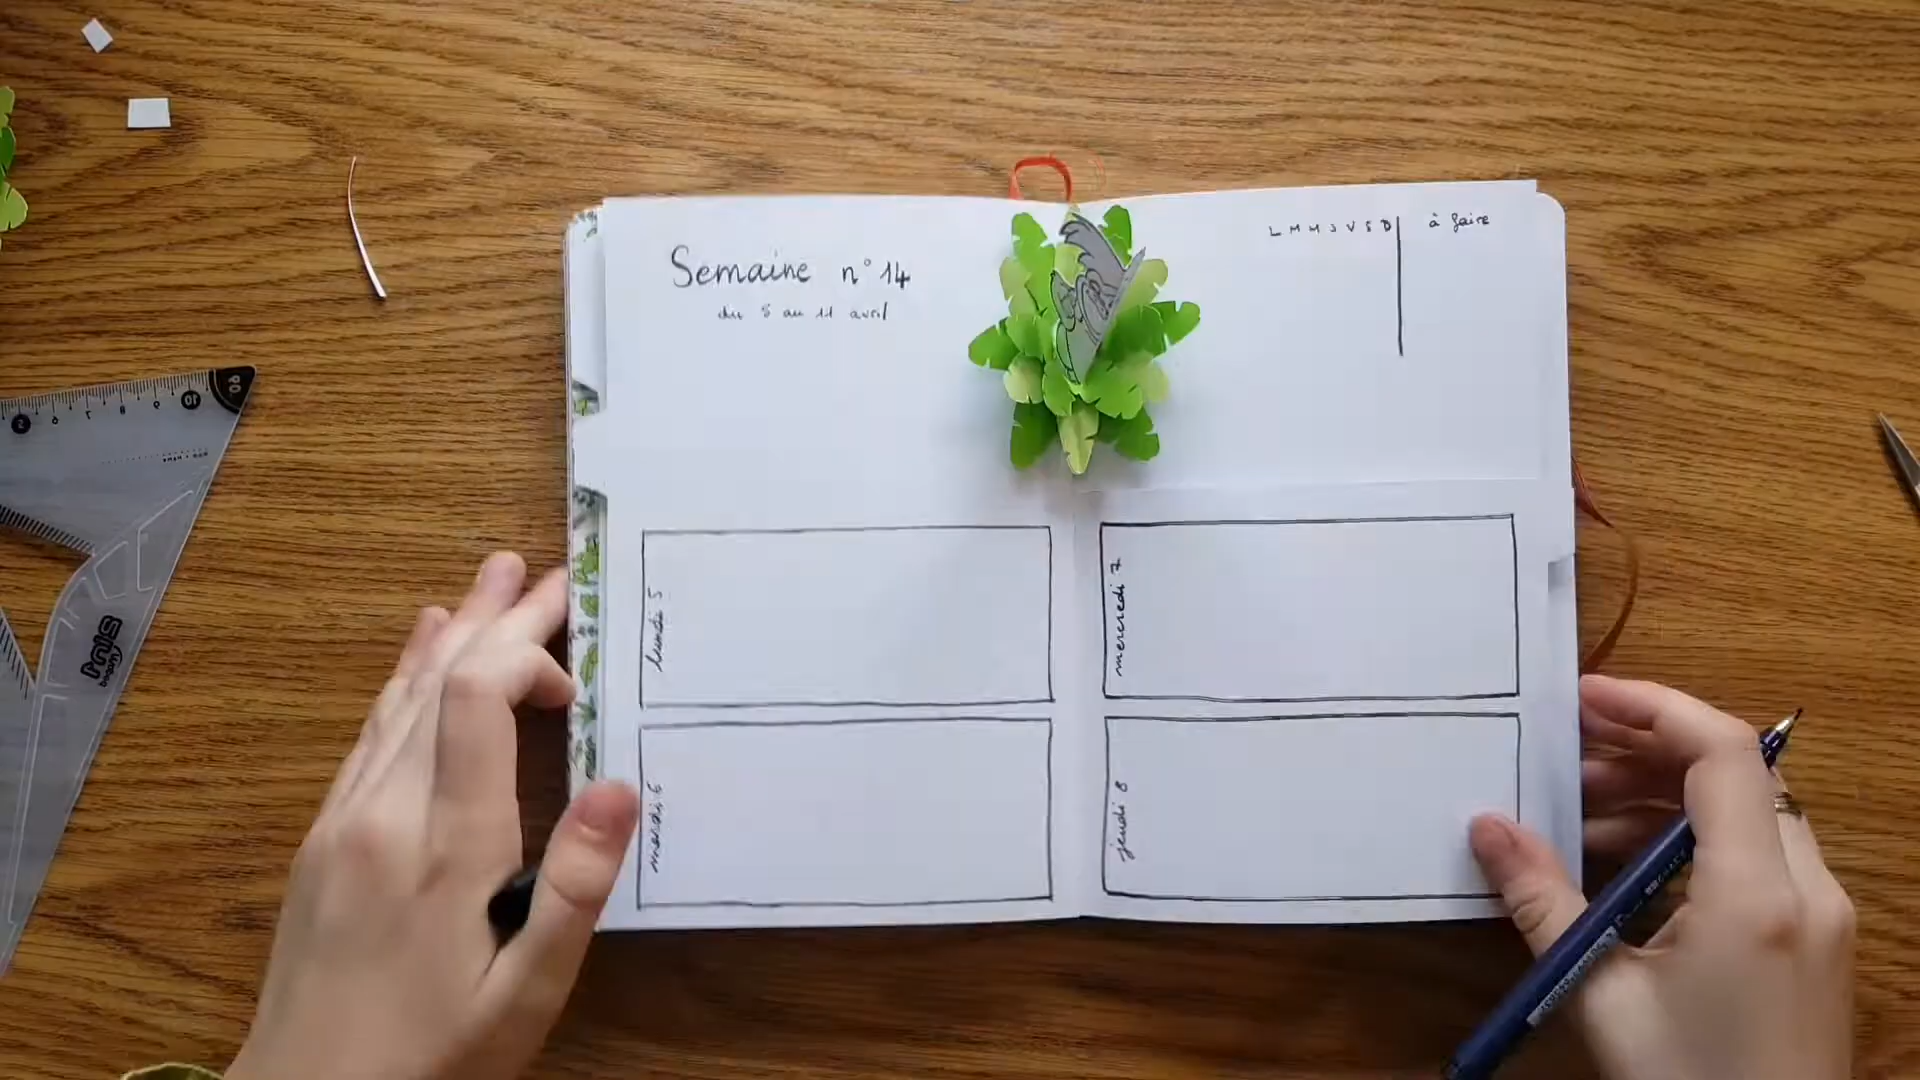 Semaine n° 14
du 5 au 11 avril
L M M J V S D
à faire
lundi 5
mardi 6
mercredi 7
jeudi 8